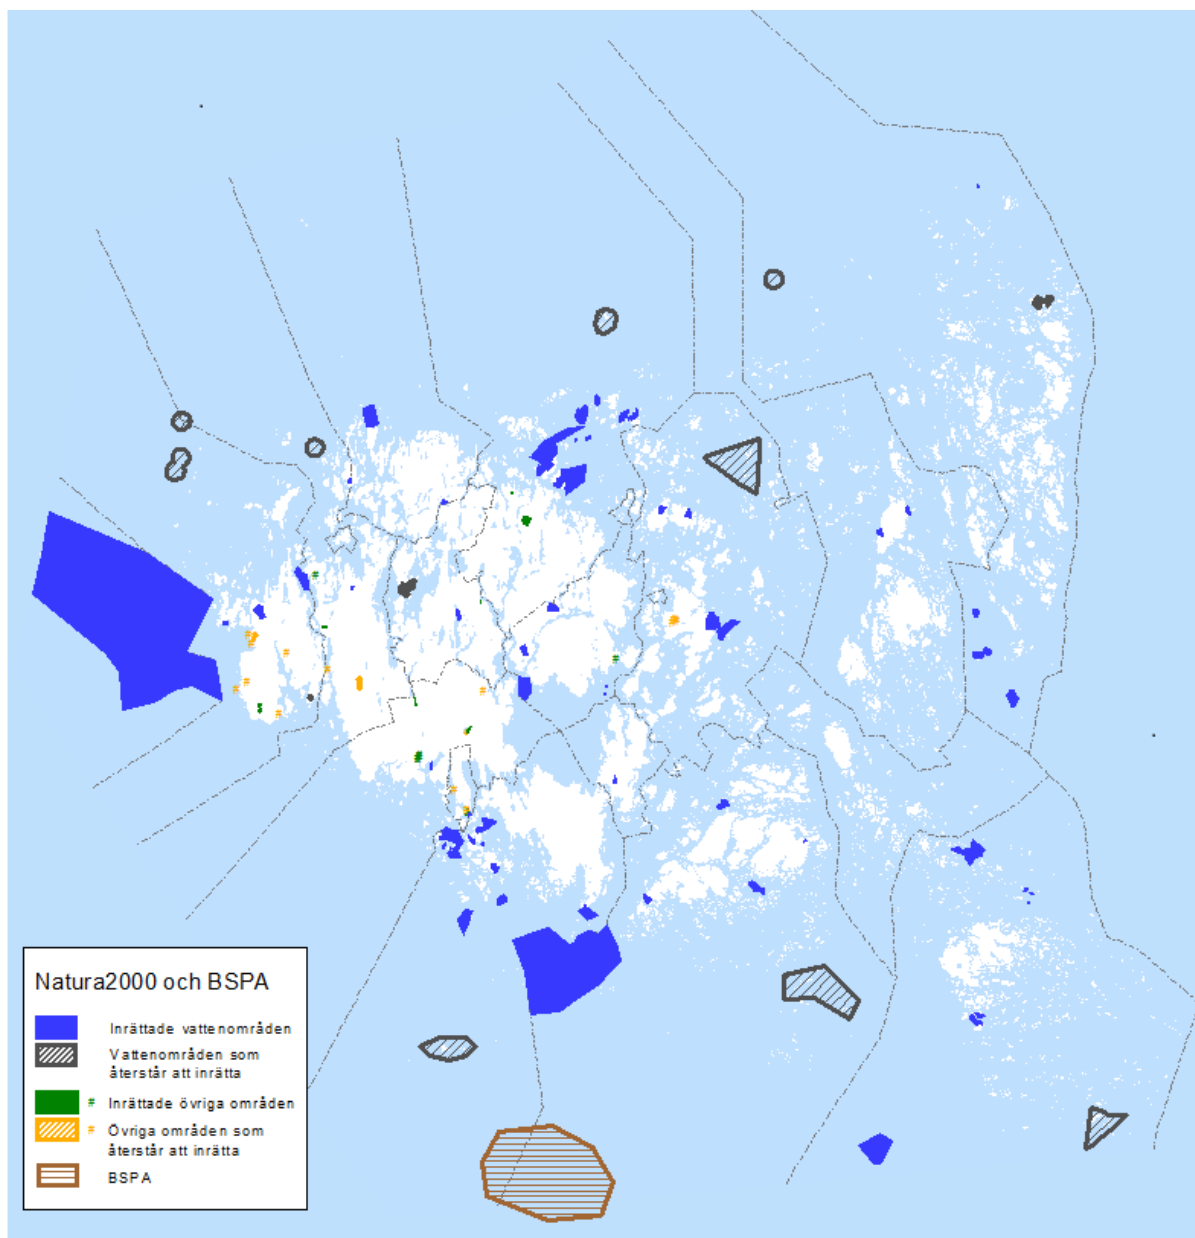 Natura2000 och BSPA
Inrättade vattenområden
Vattenområden som
återstår att inrätta
# Inrättade övriga områden
# Övriga områden som
återstår att inrätta
BSPA